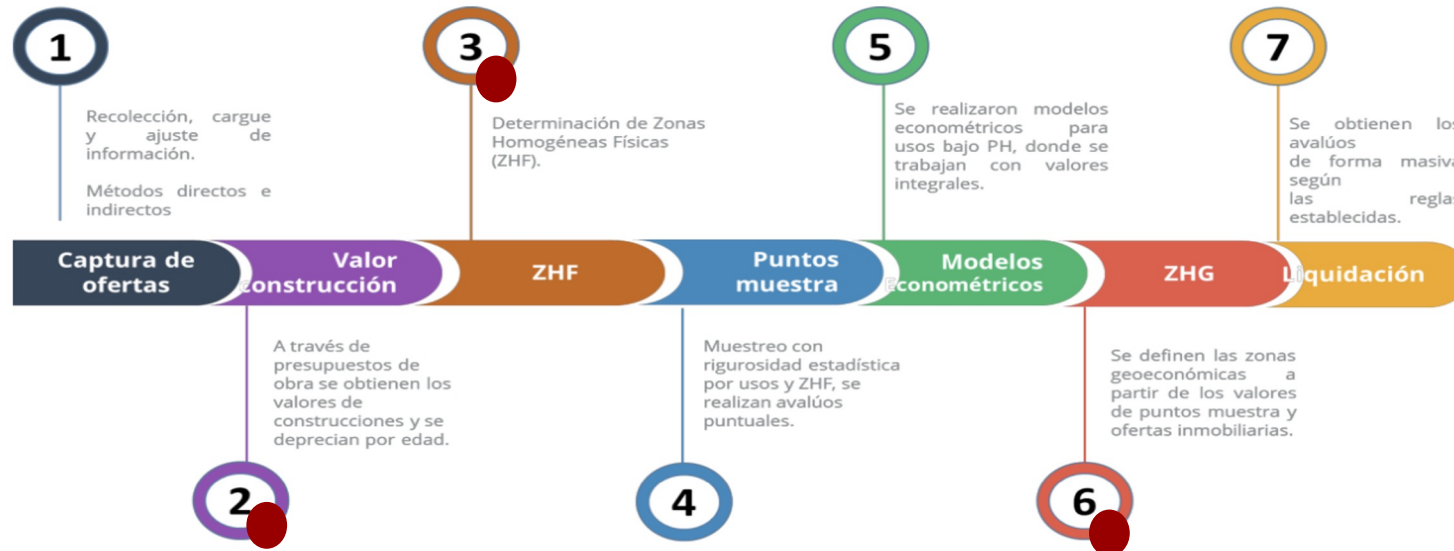 1
Recolección, cargue
y ajuste de
información.
Métodos directos e
indirectos
3
Determinación de Zonas
Homogéneas Físicas
(ZHF).
5
Se realizaron modelos
econométricos para
usos bajo PH, donde se
trabajan con valores
integrales.
7
Se obtienen los
avalúos
de forma masiva
según
las reglas
establecidas.
Captura de
ofertas
Valor
construcción
ZHF
Puntos
muestra
Modelos
Econométricos
ZHG
Liquidación
A través de
presupuestos de
obra se obtienen los
valores de
construcciones y se
deprecian por edad.
2
Muestreo con
rigurosidad estadística
por usos y ZHF, se
realizan avalúos
puntuales.
4
Se definen las zonas
geoeconómicas a
partir de los valores
de puntos muestra y
ofertas inmobiliarias.
6